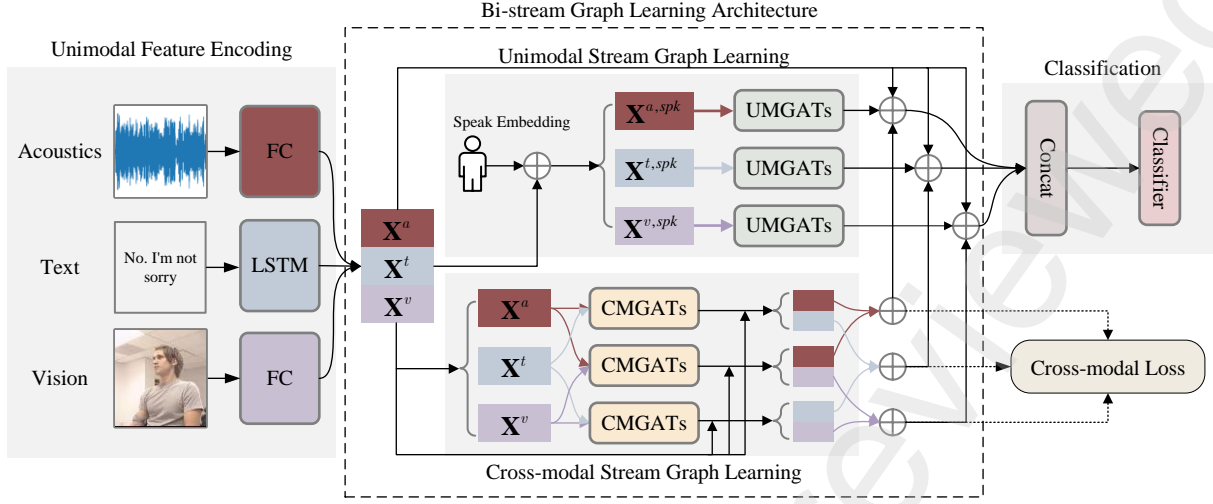 Bi-stream Graph Learning Architecture
Unimodal Feature Encoding
Unimodal Stream Graph Learning
Classification
Acoustics
FC
Speak Embedding
X^{a,spk}
UMGATs
X^{t,spk}
UMGATs
X^{v,spk}
UMGATs
Concat
Classifier
Text
No. I'm not
sorry
LSTM
X^a
X^t
X^v
Vision
FC
X^a
CMGATs
X^t
CMGATs
X^v
CMGATs
Cross-modal Loss
Cross-modal Stream Graph Learning